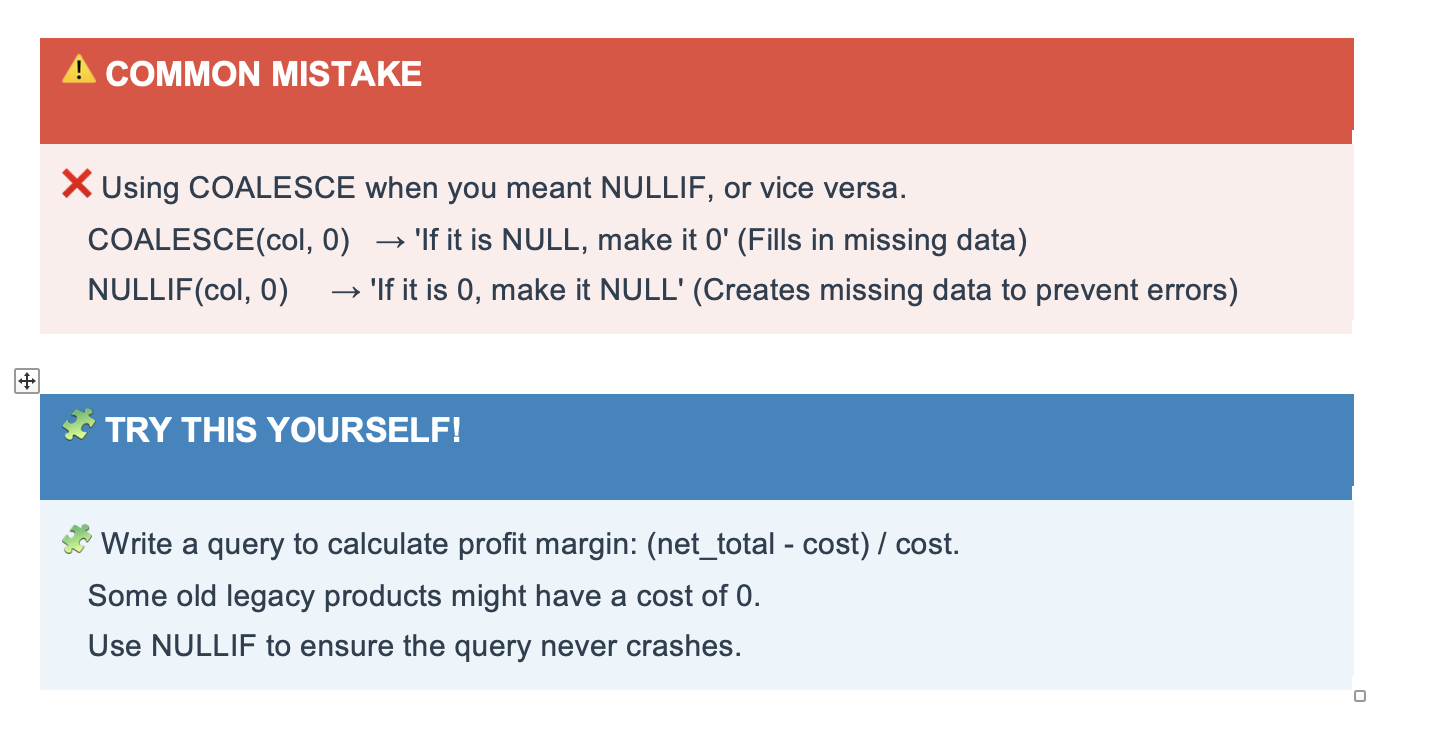 ⚠️ COMMON MISTAKE
❌ Using COALESCE when you meant NULLIF, or vice versa.
COALESCE(col, 0) → 'If it is NULL, make it 0' (Fills in missing data)
NULLIF(col, 0) → 'If it is 0, make it NULL' (Creates missing data to prevent errors)
🧩 TRY THIS YOURSELF!
🧩 Write a query to calculate profit margin: (net_total - cost) / cost.
Some old legacy products might have a cost of 0.
Use NULLIF to ensure the query never crashes.